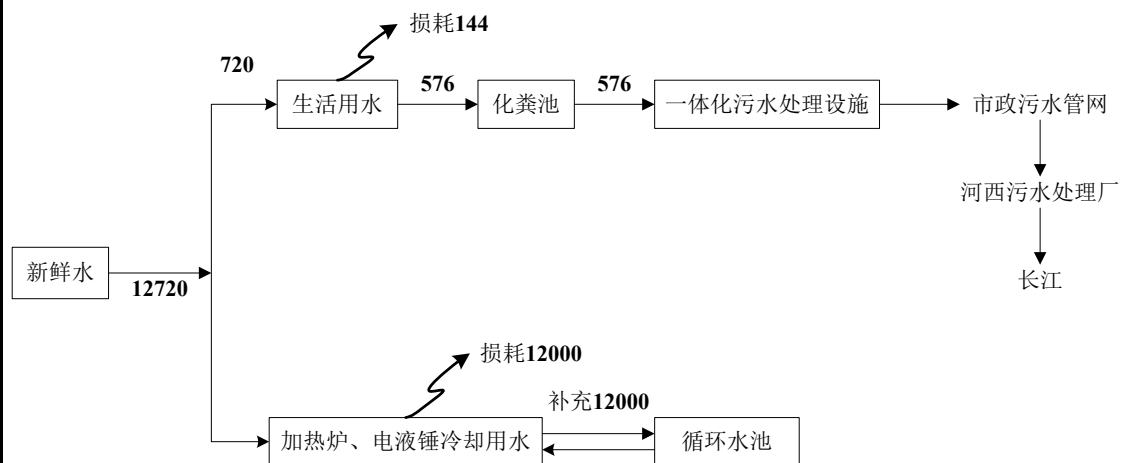 损耗144
720
生活用水
576
化粪池
576
一体化污水处理设施
市政污水管网
河西污水处理厂
长江
新鲜水
12720
损耗12000
补充12000
加热炉、电液锤冷却用水
循环水池